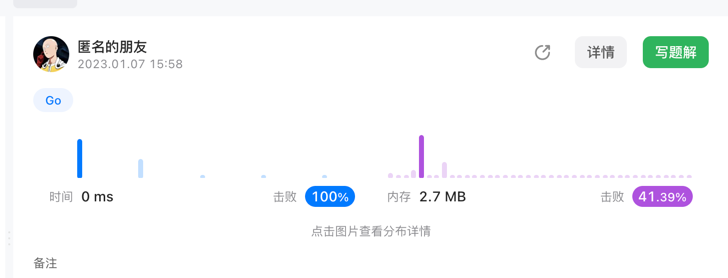 匿名的朋友
2023.01.07 15:58
详情
写题解
Go
时间 0 ms 击败 100% 内存 2.7 MB 击败 41.39%
点击图片查看分布详情
备注